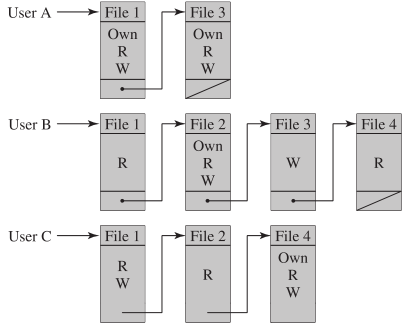 User A File 1 File 3
Own Own
R R
W W
User B File 1 File 2 File 3 File 4
Own
R R W R
W
User C File 1 File 2 File 4
Own
R R R
W W